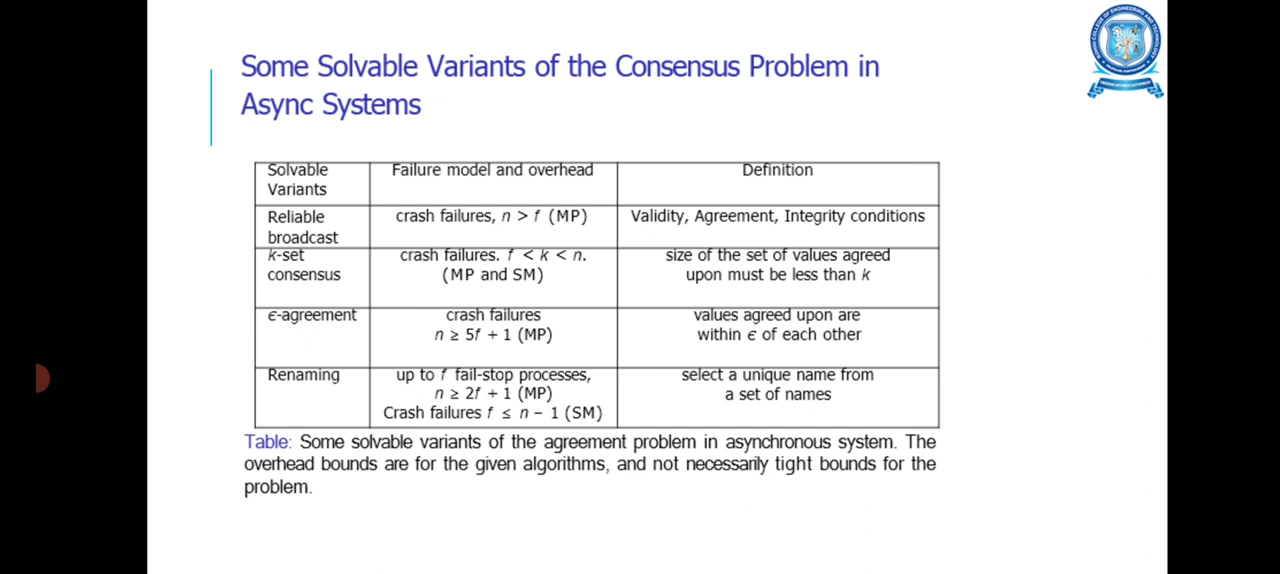 Some Solvable Variants of the Consensus Problem in
Async Systems
Solvable
Variants
Failure model and overhead
Definition
Reliable
broadcast
crash failures, n > f (MP)
Validity, Agreement, Integrity conditions
k-set
consensus
crash failures. f < k < n.
(MP and SM)
size of the set of values agreed
upon must be less than k
ϵ-agreement
crash failures
n ≥ 5f + 1 (MP)
values agreed upon are
within ϵ of each other
Renaming
up to f fail-stop processes,
n ≥ 2f + 1 (MP)
Crash failures f ≤ n − 1 (SM)
select a unique name from
a set of names
Table: Some solvable variants of the agreement problem in asynchronous system. The
overhead bounds are for the given algorithms, and not necessarily tight bounds for the
problem.